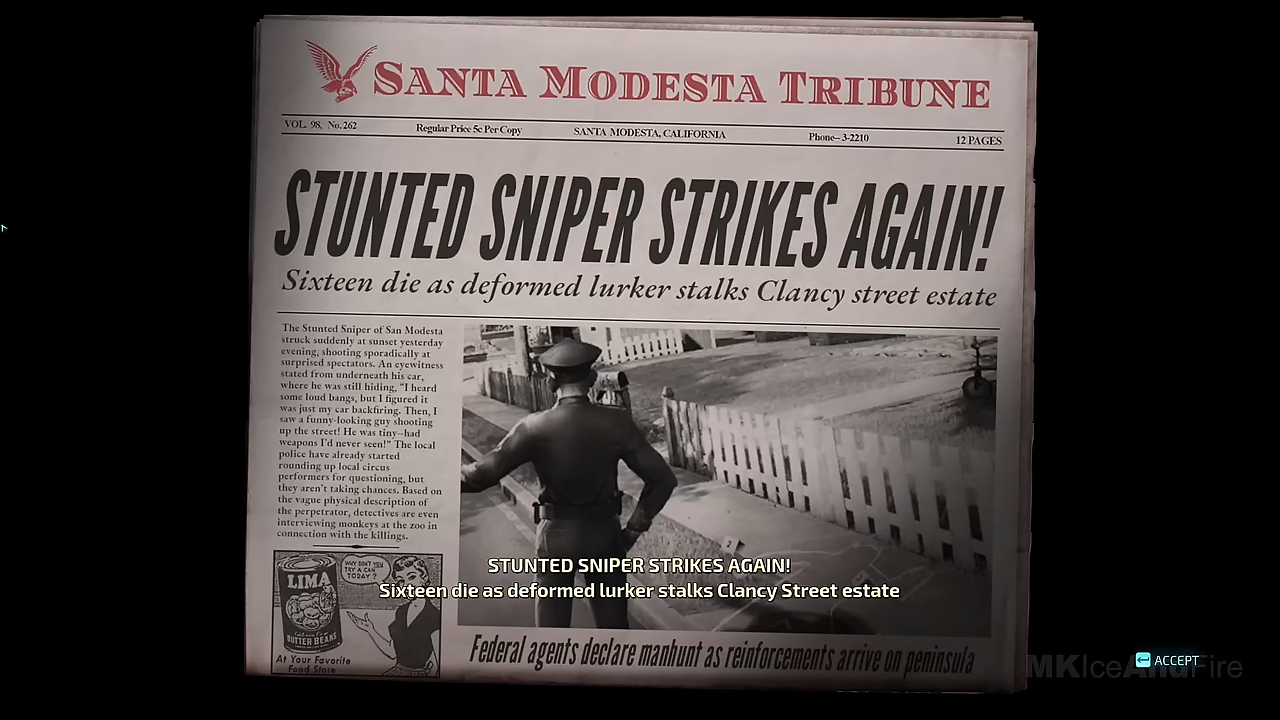 SANTA MODESTA TRIBUNE
VOL. 98, No. 262 Regular Price 5c Per Copy SANTA MODESTA, CALIFORNIA Phone– 3-2210 12 PAGES
STUNTED SNIPER STRIKES AGAIN!
Sixteen die as deformed lurker stalks Clancy street estate
The Stunted Sniper of San Modesta
struck suddenly at sunset yesterday
evening, shooting sporadically at
surprised spectators. An eyewitness
stated from underneath his car,
where he was still hiding, "I heard
some loud bangs, but I figured it
was just my car backfiring. Then, I
saw a funny-looking guy shooting
up the street! He was tiny–had
weapons I'd never seen!" The local
police have already started
rounding up local circus
performers for questioning, but
they aren't taking chances. Based on
the vague physical description of
the perpetrator, detectives are even
interviewing monkeys at the zoo in
connection with the killings.
WHY DON'T YOU
TRY A CAN
TODAY?
LIMA
BUTTER BEANS
At Your Favorite
Food Store
STUNTED SNIPER STRIKES AGAIN!
Sixteen die as deformed lurker stalks Clancy Street estate
Federal agents declare manhunt as reinforcements arrive on peninsula
ACCEPT
MKIceAndFire